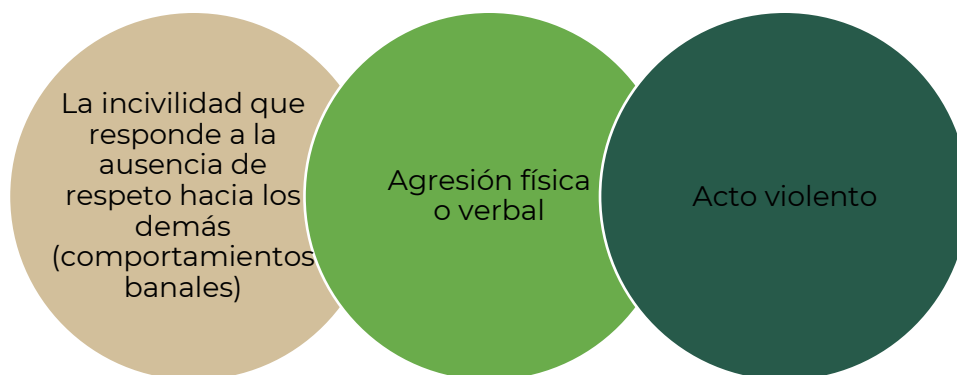 La incivilidad que
responde a la
ausencia de
respeto hacia los
demás
(comportamientos
banales)
Agresión física
o verbal
Acto violento